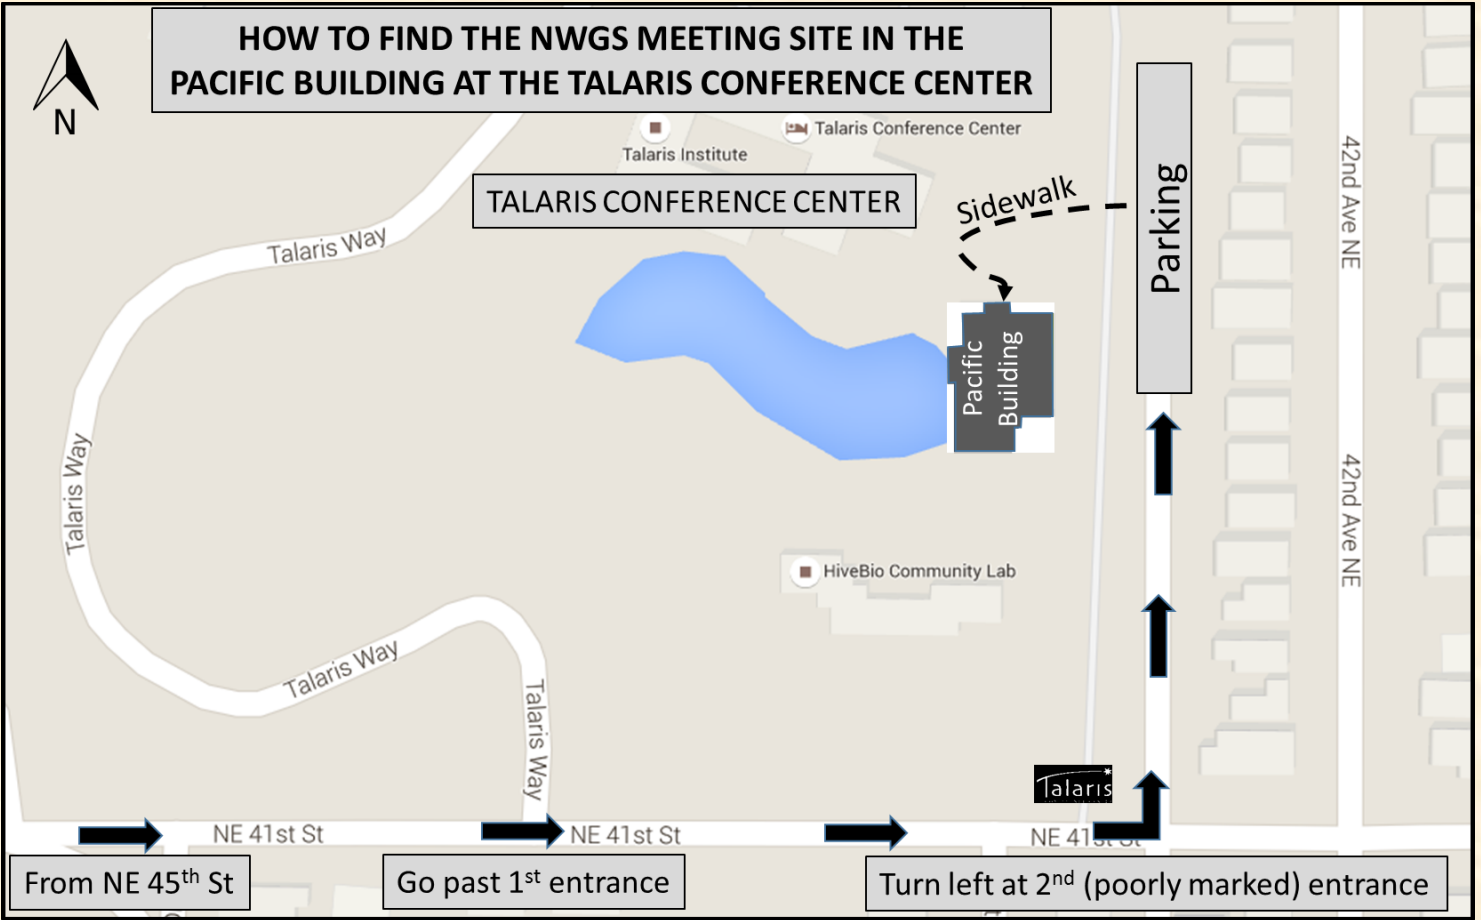 HOW TO FIND THE NWGS MEETING SITE IN THE
PACIFIC BUILDING AT THE TALARIS CONFERENCE CENTER
N
Talaris Institute
Talaris Conference Center
TALARIS CONFERENCE CENTER
Sidewalk
Parking
42nd Ave NE
Talaris Way
Pacific
Building
Talaris Way
42nd Ave NE
HiveBio Community Lab
Talaris Way
Talaris Way
Talaris
NE 41st St
NE 41st St
NE 41st St
From NE 45th St
Go past 1st entrance
Turn left at 2nd (poorly marked) entrance